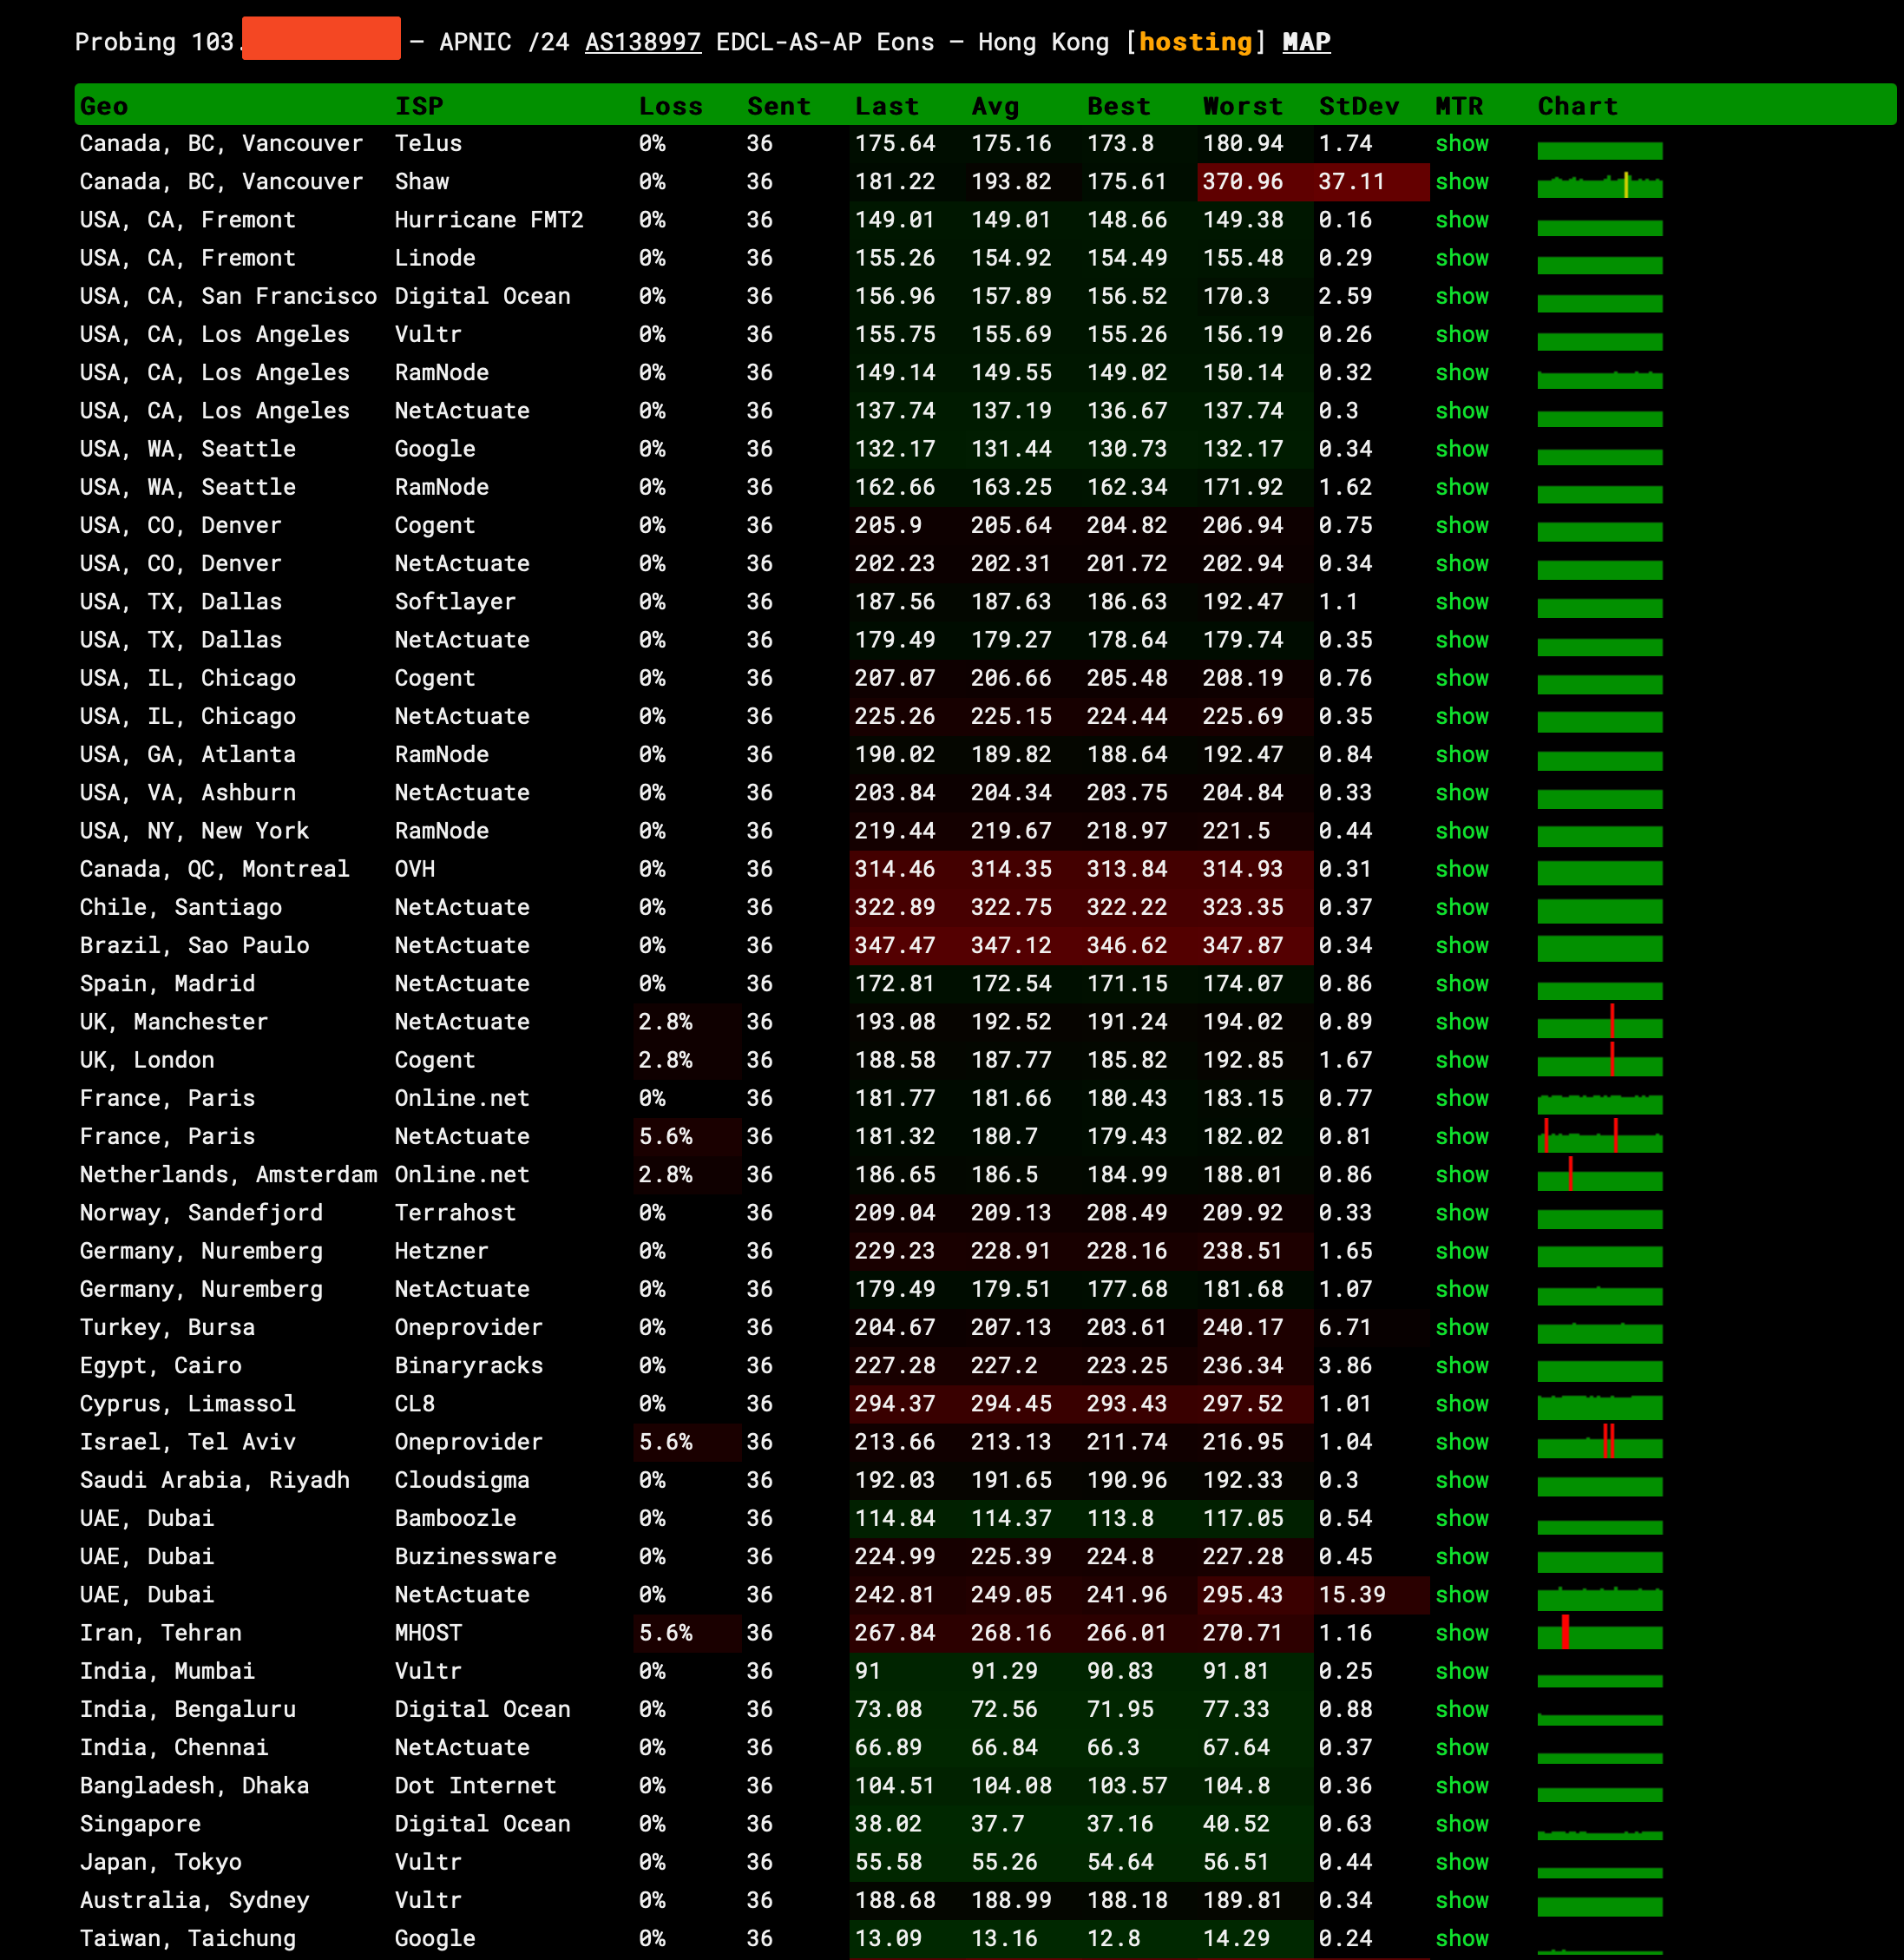 Probing 103. — APNIC /24 AS138997 EDCL-AS-AP Eons — Hong Kong [hosting] MAP
Geo ISP Loss Sent Last Avg Best Worst StDev MTR Chart
Canada, BC, Vancouver Telus 0% 36 175.64 175.16 173.8 180.94 1.74 show
Canada, BC, Vancouver Shaw 0% 36 181.22 193.82 175.61 370.96 37.11 show
USA, CA, Fremont Hurricane FMT2 0% 36 149.01 149.01 148.66 149.38 0.16 show
USA, CA, Fremont Linode 0% 36 155.26 154.92 154.49 155.48 0.29 show
USA, CA, San Francisco Digital Ocean 0% 36 156.96 157.89 156.52 170.3 2.59 show
USA, CA, Los Angeles Vultr 0% 36 155.75 155.69 155.26 156.19 0.26 show
USA, CA, Los Angeles RamNode 0% 36 149.14 149.55 149.02 150.14 0.32 show
USA, CA, Los Angeles NetActuate 0% 36 137.74 137.19 136.67 137.74 0.3 show
USA, WA, Seattle Google 0% 36 132.17 131.44 130.73 132.17 0.34 show
USA, WA, Seattle RamNode 0% 36 162.66 163.25 162.34 171.92 1.62 show
USA, CO, Denver Cogent 0% 36 205.9 205.64 204.82 206.94 0.75 show
USA, CO, Denver NetActuate 0% 36 202.23 202.31 201.72 202.94 0.34 show
USA, TX, Dallas Softlayer 0% 36 187.56 187.63 186.63 192.47 1.1 show
USA, TX, Dallas NetActuate 0% 36 179.49 179.27 178.64 179.74 0.35 show
USA, IL, Chicago Cogent 0% 36 207.07 206.66 205.48 208.19 0.76 show
USA, IL, Chicago NetActuate 0% 36 225.26 225.15 224.44 225.69 0.35 show
USA, GA, Atlanta RamNode 0% 36 190.02 189.82 188.64 192.47 0.84 show
USA, VA, Ashburn NetActuate 0% 36 203.84 204.34 203.75 204.84 0.33 show
USA, NY, New York RamNode 0% 36 219.44 219.67 218.97 221.5 0.44 show
Canada, QC, Montreal OVH 0% 36 314.46 314.35 313.84 314.93 0.31 show
Chile, Santiago NetActuate 0% 36 322.89 322.75 322.22 323.35 0.37 show
Brazil, Sao Paulo NetActuate 0% 36 347.47 347.12 346.62 347.87 0.34 show
Spain, Madrid NetActuate 0% 36 172.81 172.54 171.15 174.07 0.86 show
UK, Manchester NetActuate 2.8% 36 193.08 192.52 191.24 194.02 0.89 show
UK, London Cogent 2.8% 36 188.58 187.77 185.82 192.85 1.67 show
France, Paris Online.net 0% 36 181.77 181.66 180.43 183.15 0.77 show
France, Paris NetActuate 5.6% 36 181.32 180.7 179.43 182.02 0.81 show
Netherlands, Amsterdam Online.net 2.8% 36 186.65 186.5 184.99 188.01 0.86 show
Norway, Sandefjord Terrahost 0% 36 209.04 209.13 208.49 209.92 0.33 show
Germany, Nuremberg Hetzner 0% 36 229.23 228.91 228.16 238.51 1.65 show
Germany, Nuremberg NetActuate 0% 36 179.49 179.51 177.68 181.68 1.07 show
Turkey, Bursa Oneprovider 0% 36 204.67 207.13 203.61 240.17 6.71 show
Egypt, Cairo Binaryracks 0% 36 227.28 227.2 223.25 236.34 3.86 show
Cyprus, Limassol CL8 0% 36 294.37 294.45 293.43 297.52 1.01 show
Israel, Tel Aviv Oneprovider 5.6% 36 213.66 213.13 211.74 216.95 1.04 show
Saudi Arabia, Riyadh Cloudsigma 0% 36 192.03 191.65 190.96 192.33 0.3 show
UAE, Dubai Bamboozle 0% 36 114.84 114.37 113.8 117.05 0.54 show
UAE, Dubai Buzinessware 0% 36 224.99 225.39 224.8 227.28 0.45 show
UAE, Dubai NetActuate 0% 36 242.81 249.05 241.96 295.43 15.39 show
Iran, Tehran MHOST 5.6% 36 267.84 268.16 266.01 270.71 1.16 show
India, Mumbai Vultr 0% 36 91 91.29 90.83 91.81 0.25 show
India, Bengaluru Digital Ocean 0% 36 73.08 72.56 71.95 77.33 0.88 show
India, Chennai NetActuate 0% 36 66.89 66.84 66.3 67.64 0.37 show
Bangladesh, Dhaka Dot Internet 0% 36 104.51 104.08 103.57 104.8 0.36 show
Singapore Digital Ocean 0% 36 38.02 37.7 37.16 40.52 0.63 show
Japan, Tokyo Vultr 0% 36 55.58 55.26 54.64 56.51 0.44 show
Australia, Sydney Vultr 0% 36 188.68 188.99 188.18 189.81 0.34 show
Taiwan, Taichung Google 0% 36 13.09 13.16 12.8 14.29 0.24 show